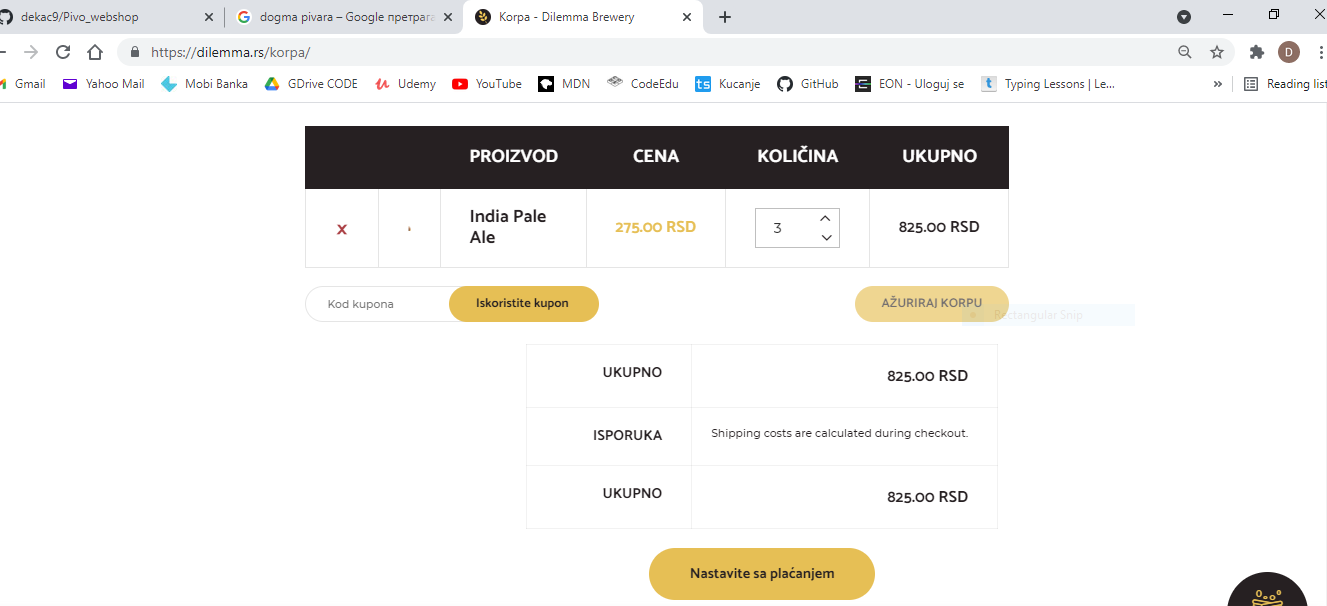 dekac9/Pivo_webshop
dogma pivara – Google претрага
Korpa - Dilemma Brewery
https://dilemma.rs/korpa/
D
Gmail
Yahoo Mail
Mobi Banka
GDrive CODE
Udemy
YouTube
MDN
CodeEdu
ts
Kucanje
GitHub
EON - Uloguj se
t
Typing Lessons | Le...
»
Reading list
PROIZVOD CENA KOLIČINA UKUPNO
X India Pale 275.00 RSD 3 825.00 RSD
Ale
Kod kupona Iskoristite kupon AŽURIRAJ KORPU
Rectangular Snip
UKUPNO 825.00 RSD
ISPORUKA Shipping costs are calculated during checkout.
UKUPNO 825.00 RSD
Nastavite sa plaćanjem